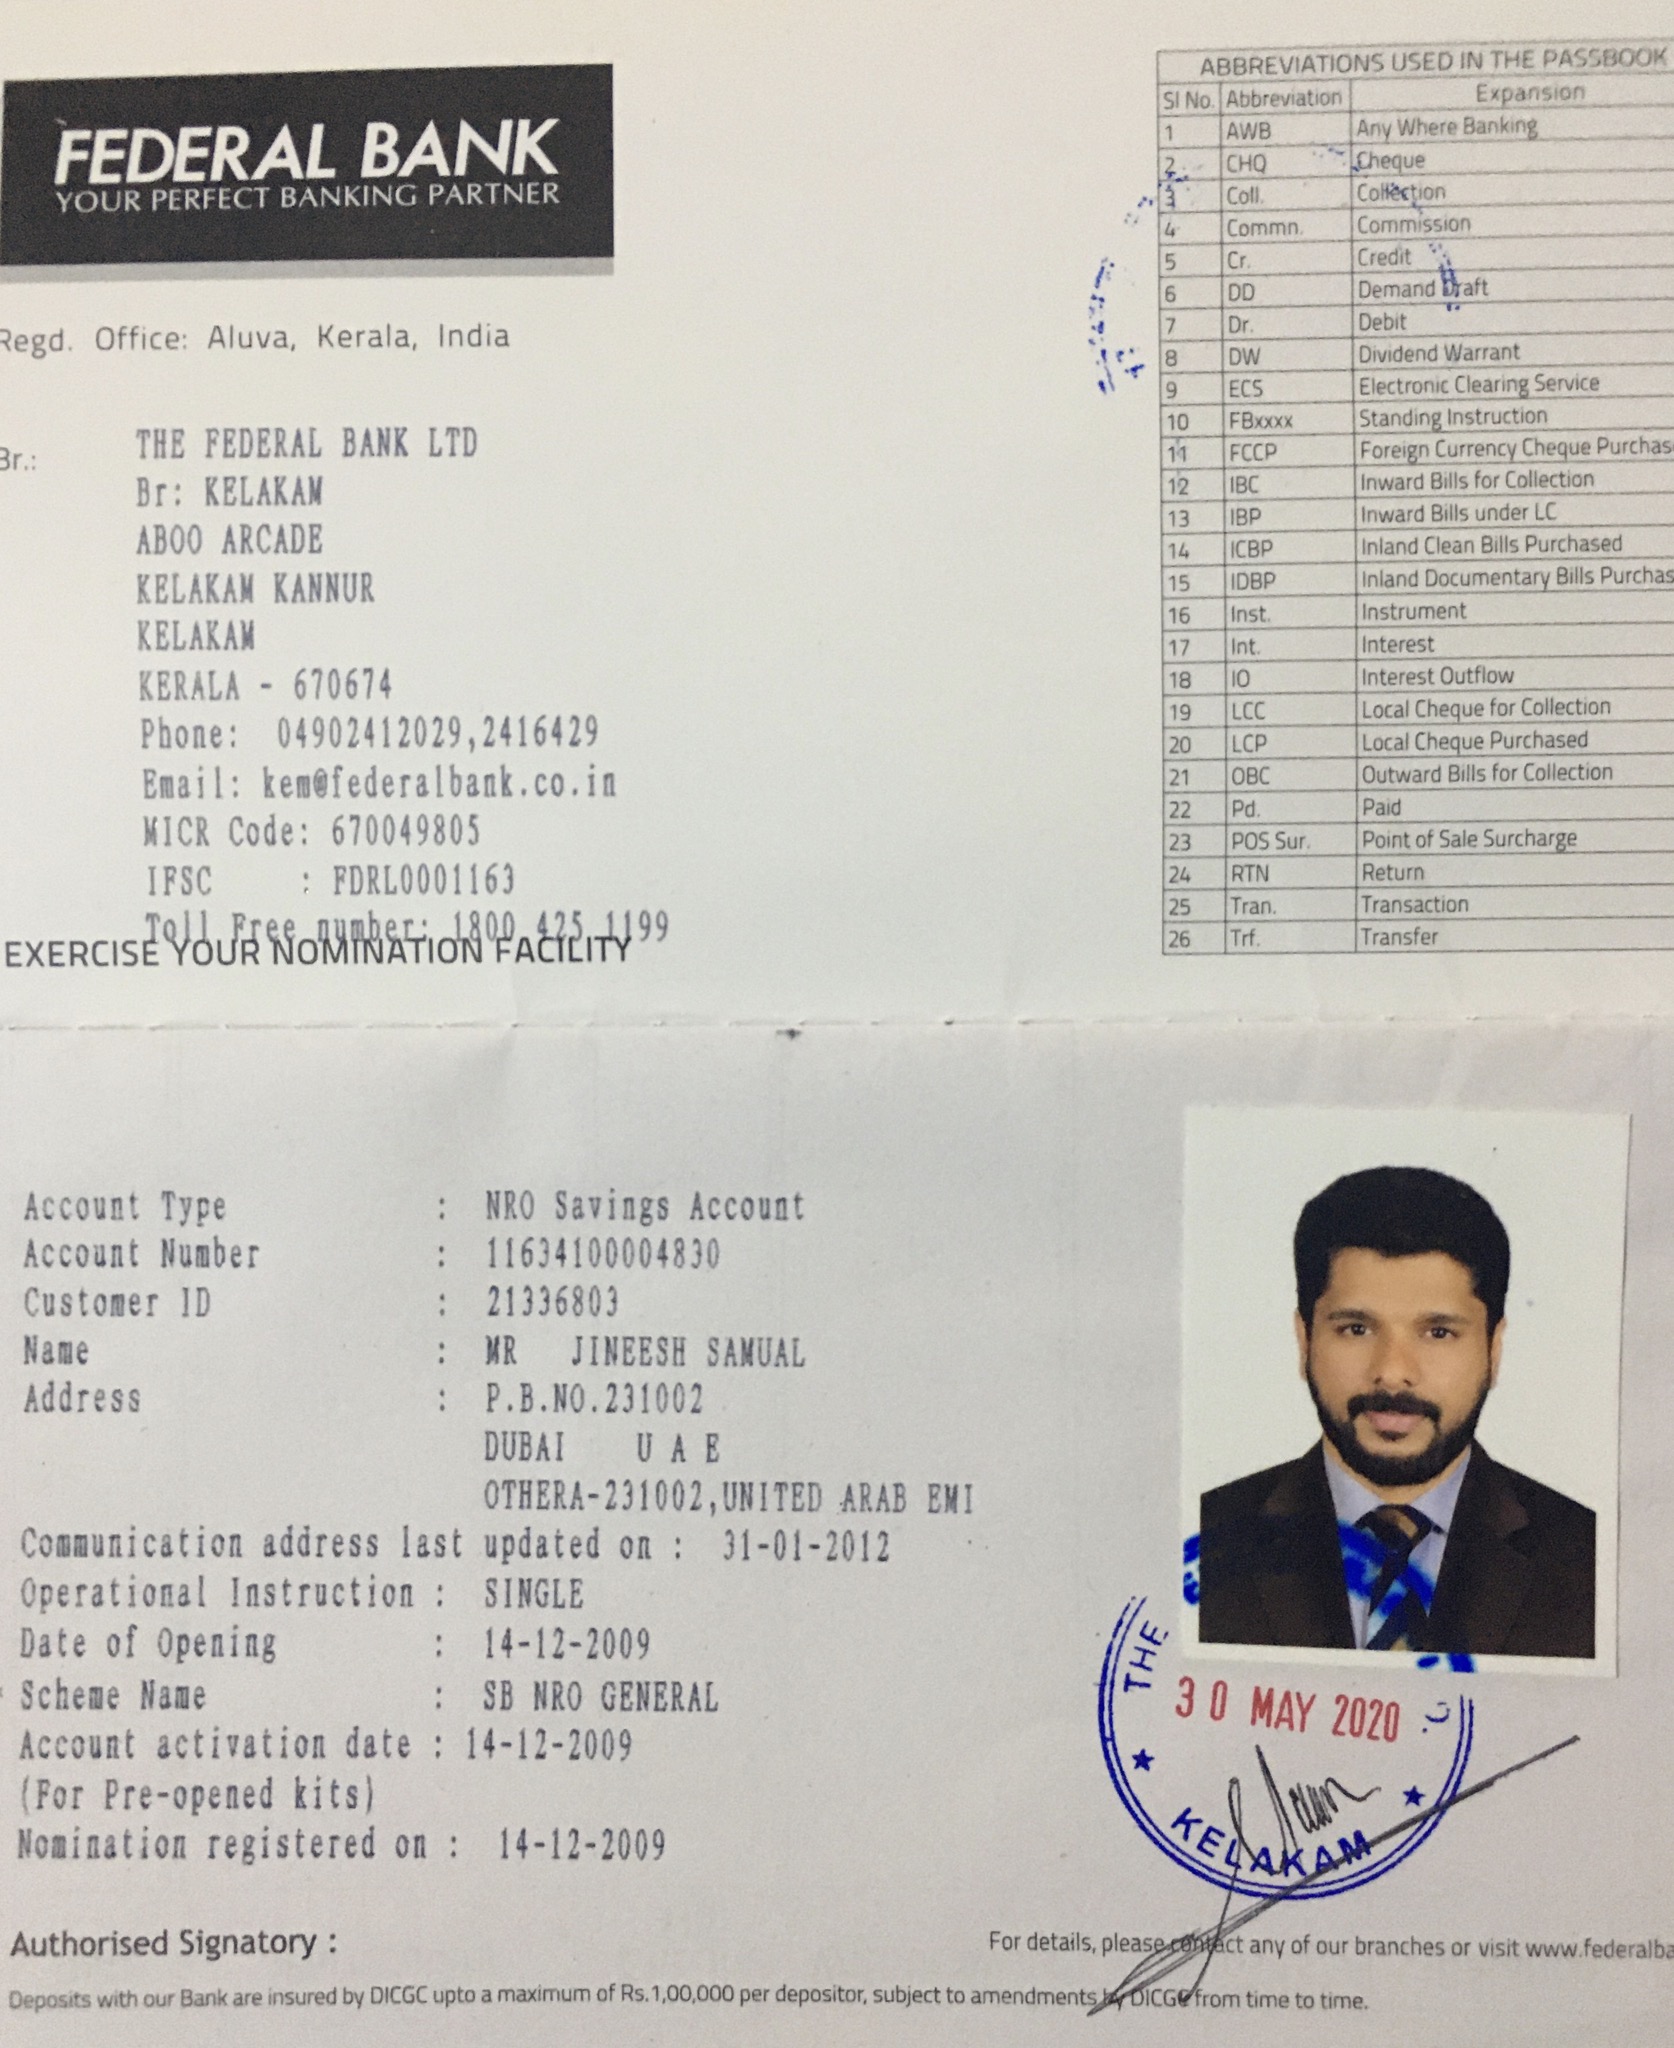 FEDERAL BANK
YOUR PERFECT BANKING PARTNER
Regd. Office: Aluva, Kerala, India
Br.:
THE FEDERAL BANK LTD
Br: KELAKAM
ABOO ARCADE
KELAKAM KANNUR
KELAKAM
KERALA - 670674
Phone: 04902412029,2416429
Email: kem@federalbank.co.in
MICR Code: 670049805
IFSC : FDRL0001163
Toll Free number: 1800 425 1199
EXERCISE YOUR NOMINATION FACILITY
ABBREVIATIONS USED IN THE PASSBOOK
Sl No. Abbreviation Expansion
1 AWB Any Where Banking
2 CHQ Cheque
3 Coll. Collection
4 Commn. Commission
5 Cr. Credit
6 DD Demand Draft
7 Dr. Debit
8 DW Dividend Warrant
9 ECS Electronic Clearing Service
10 FBxxxx Standing Instruction
11 FCCP Foreign Currency Cheque Purchase
12 IBC Inward Bills for Collection
13 IBP Inward Bills under LC
14 ICBP Inland Clean Bills Purchased
15 IDBP Inland Documentary Bills Purchas
16 Inst. Instrument
17 Int. Interest
18 IO Interest Outflow
19 LCC Local Cheque for Collection
20 LCP Local Cheque Purchased
21 OBC Outward Bills for Collection
22 Pd. Paid
23 POS Sur. Point of Sale Surcharge
24 RTN Return
25 Tran. Transaction
26 Trf. Transfer
Account Type : NRO Savings Account
Account Number : 11634100004830
Customer ID : 21336803
Name : MR JINEESH SAMUAL
Address : P.B.NO.231002
DUBAI U A E
OTHERA-231002,UNITED ARAB EMI
Communication address last updated on : 31-01-2012
Operational Instruction : SINGLE
Date of Opening : 14-12-2009
Scheme Name : SB NRO GENERAL
Account activation date : 14-12-2009
(For Pre-opened kits)
Nomination registered on : 14-12-2009
THE
30 MAY 2020
KELAKAM
Authorised Signatory :
For details, please contact any of our branches or visit www.federalba
Deposits with our Bank are insured by DICGC upto a maximum of Rs.1,00,000 per depositor, subject to amendments by DICGC from time to time.